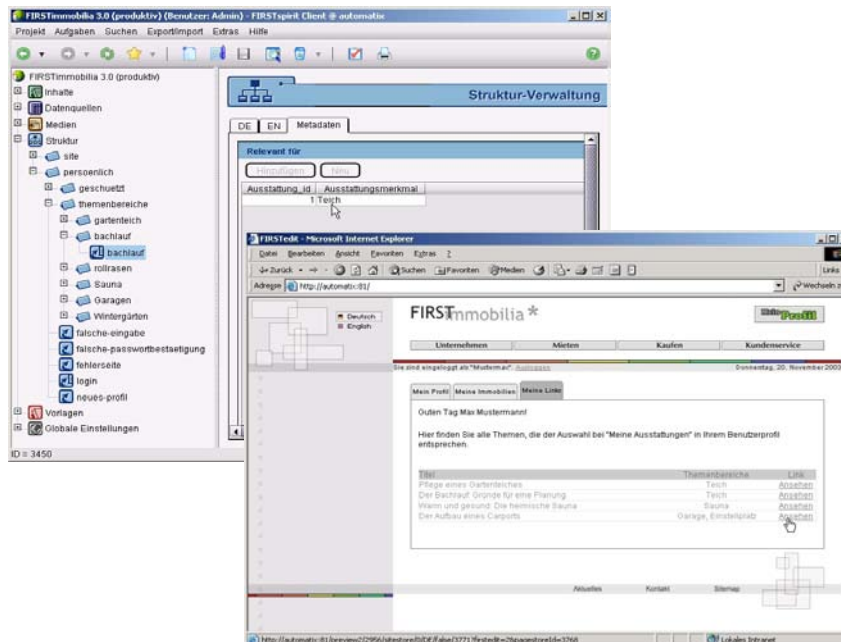 FIRSTimmobilia 3.0 (produktiv) (Benutzer: Admin) - FIRSTspirit Client @ automatix
Projekt Aufgaben Suchen Export/Import Extras Hilfe
FIRSTimmobilia 3.0 (produktiv)
Inhalte
Datenquellen
Medien
Struktur
site
persoenlich
geschuetzt
themenbereiche
gartenteich
bachlauf
bachlauf
rollrasen
Sauna
Garagen
Wintergärten
falsche-eingabe
falsche-passwortbestaetigung
fehlerseite
login
neues-profil
Vorlagen
Globale Einstellungen
ID = 3450
Struktur-Verwaltung
DE EN Metadaten
Relevant für
Hinzufügen Neu
Ausstattung_id Ausstattungsmerkmal
1 Teich
FIRSTedit - Microsoft Internet Explorer
Datei Bearbeiten Ansicht Favoriten Extras ?
Zurück Suchen Favoriten Medien Links
Adresse http://automatix:81/ Wechseln z
Deutsch
English
FIRSTimmobilia*
Mein Profil
Unternehmen Mieten Kaufen Kundenservice
Sie sind eingeloggt als "Mustermax". Ausloggen Donnerstag, 20. November 2003
Mein Profil Meine Immobilien Meine Links
Guten Tag Max Mustermann!
Hier finden Sie alle Themen, die der Auswahl bei "Meine Ausstattungen" in Ihrem Benutzerprofil
entsprechen.
Titel Themenbereiche Link
Pflege eines Gartenteiches Teich Ansehen
Der Bachlauf: Gründe für eine Planung Teich Ansehen
Warm und gesund: Die heimische Sauna Sauna Ansehen
Der Aufbau eines Carports Garage, Einstellplatz Ansehen
Aktuelles Kontakt Sitemap
Lokales Intranet